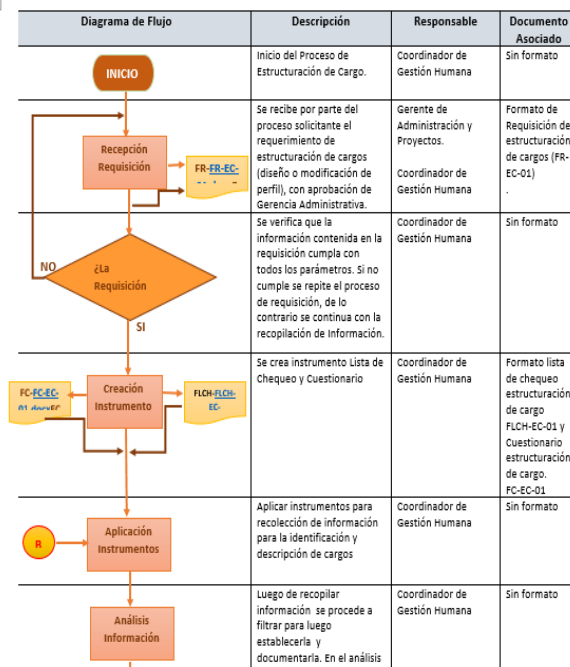 Diagrama de Flujo
Descripción
Responsable
Documento
Asociado
INICIO
Inicio del Proceso de
Estructuración de Cargo.
Coordinador de
Gestión Humana
Sin formato
Recepción
Requisición
FR-FR-EC-
Se recibe por parte del
proceso solicitante el
requerimiento de
estructuración de cargos
(diseño o modificación de
perfil), con aprobación de
Gerencia Administrativa.
Gerente de
Administración y
Proyectos.
Coordinador de
Gestión Humana
Formato de
Requisición de
estructuración
de cargos (FR-
EC-01)
.
¿La
Requisición
NO
SI
Se verifica que la
información contenida en la
requisición cumpla con
todos los parámetros. Si no
cumple se repite el proceso
de requisición, de lo
contrario se continua con la
recopilación de Información.
Coordinador de
Gestión Humana
Sin formato
FC-FC-EC-
01.docxFC
Creación
Instrumento
FLCH-FLCH-
EC-
Se crea instrumento Lista de
Chequeo y Cuestionario
Coordinador de
Gestión Humana
Formato lista
de chequeo
estructuración
de cargo
FLCH-EC-01 y
Cuestionario
estructuración
de cargo.
FC-EC-01
R
Aplicación
Instrumentos
Aplicar instrumentos para
recolección de información
para la identificación y
descripción de cargos
Coordinador de
Gestión Humana
Sin formato
Análisis
Información
Luego de recopilar
información se procede a
filtrar para luego
establecerla y
documentarla. En el análisis
Coordinador de
Gestión Humana
Sin formato